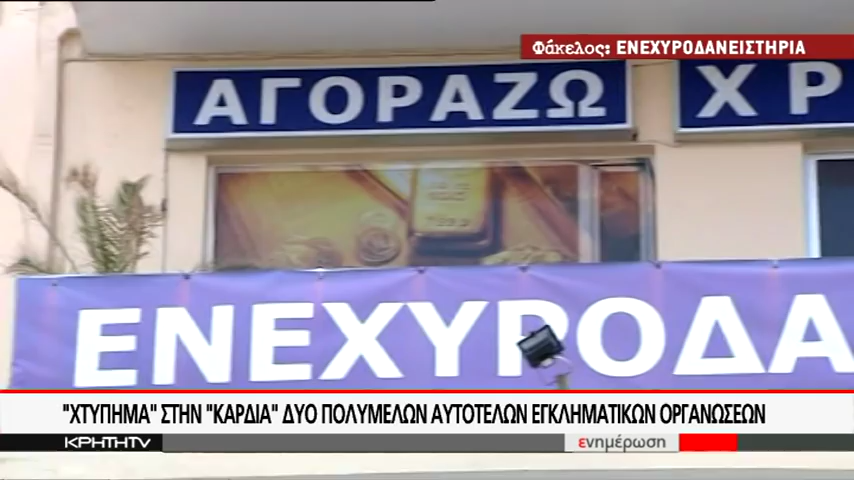 Φάκελος: ΕΝΕΧΥΡΟΔΑΝΕΙΣΤΗΡΙΑ
ΑΓΟΡΑΖΩ ΧΡ
ΕΝΕΧΥΡΟΔΑ
"ΧΤΥΠΗΜΑ" ΣΤΗΝ "ΚΑΡΔΙΑ" ΔΥΟ ΠΟΛΥΜΕΛΩΝ ΑΥΤΟΤΕΛΩΝ ΕΓΚΛΗΜΑΤΙΚΩΝ ΟΡΓΑΝΩΣΕΩΝ
ΚΡΗΤΗTV ενημέρωση